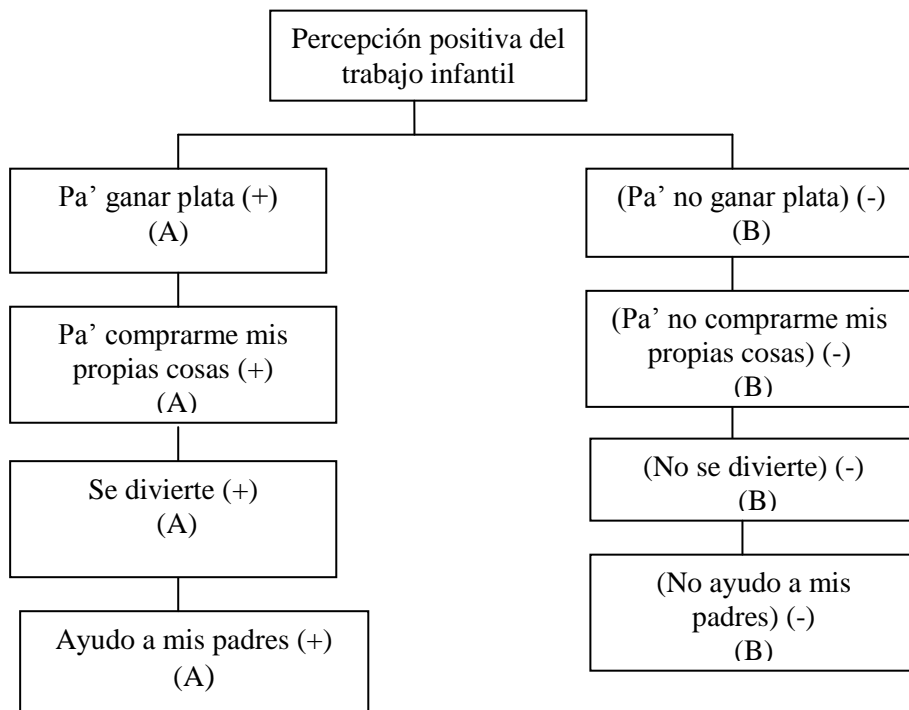 Percepción positiva del
trabajo infantil
Pa’ ganar plata (+)
(A)
Pa’ comprarme mis
propias cosas (+)
(A)
Se divierte (+)
(A)
Ayudo a mis padres (+)
(A)
(Pa’ no ganar plata) (-)
(B)
(Pa’ no comprarme mis
propias cosas) (-)
(B)
(No se divierte) (-)
(B)
(No ayudo a mis
padres) (-)
(B)